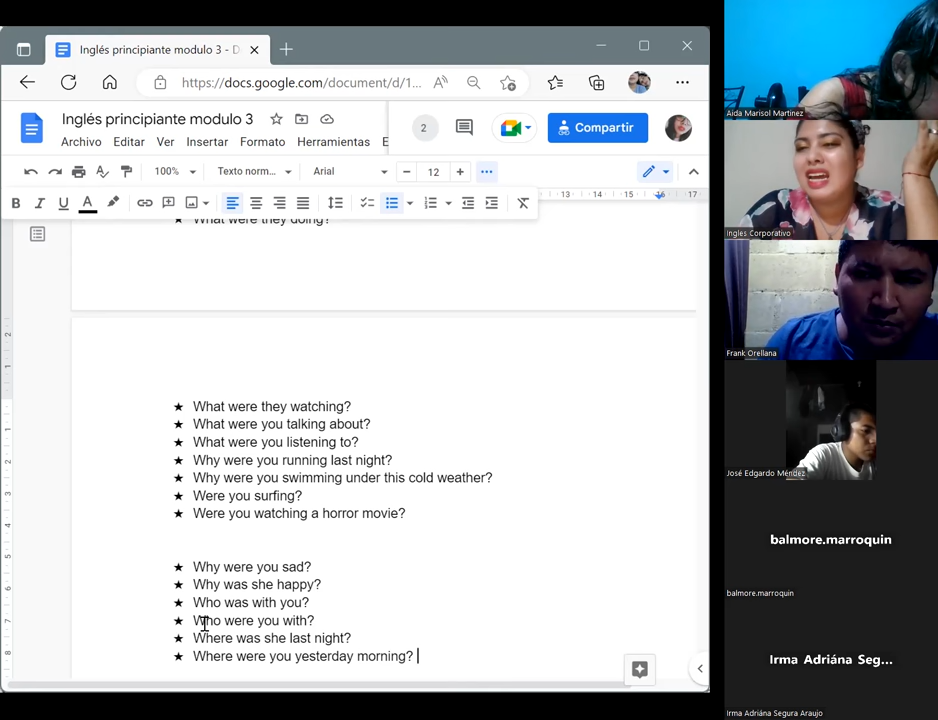 Inglés principiante modulo 3 - D
https://docs.google.com/document/d/1...
Inglés principiante modulo 3
Archivo Editar Ver Insertar Formato Herramientas E
2
Compartir
100% Texto norm... Arial 12
13 14 15 16 17
What were they doing?
What were they watching?
What were you talking about?
What were you listening to?
Why were you running last night?
Why were you swimming under this cold weather?
Were you surfing?
Were you watching a horror movie?
Why were you sad?
Why was she happy?
Who was with you?
Who were you with?
Where was she last night?
Where were you yesterday morning?
Aida Marisol Martinez
Ingles Corporativo
Frank Orellana
José Edgardo Méndez
balmore.marroquin
balmore.marroquin
Irma Adriána Seg...
Irma Adriána Segura Araujo